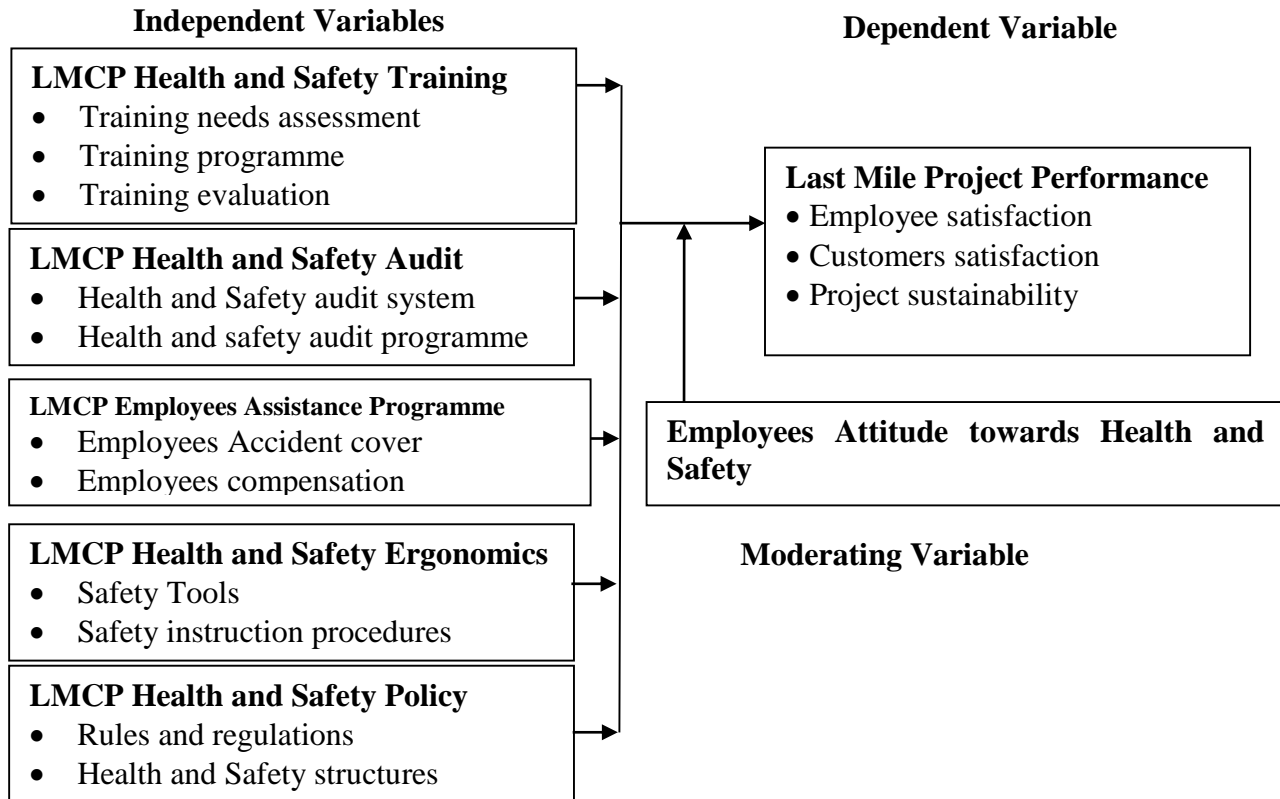 Independent Variables
LMCP Health and Safety Training
• Training needs assessment
• Training programme
• Training evaluation
LMCP Health and Safety Audit
• Health and Safety audit system
• Health and safety audit programme
LMCP Employees Assistance Programme
• Employees Accident cover
• Employees compensation
LMCP Health and Safety Ergonomics
• Safety Tools
• Safety instruction procedures
LMCP Health and Safety Policy
• Rules and regulations
• Health and Safety structures
Dependent Variable
Last Mile Project Performance
• Employee satisfaction
• Customers satisfaction
• Project sustainability
Employees Attitude towards Health and
Safety
Moderating Variable